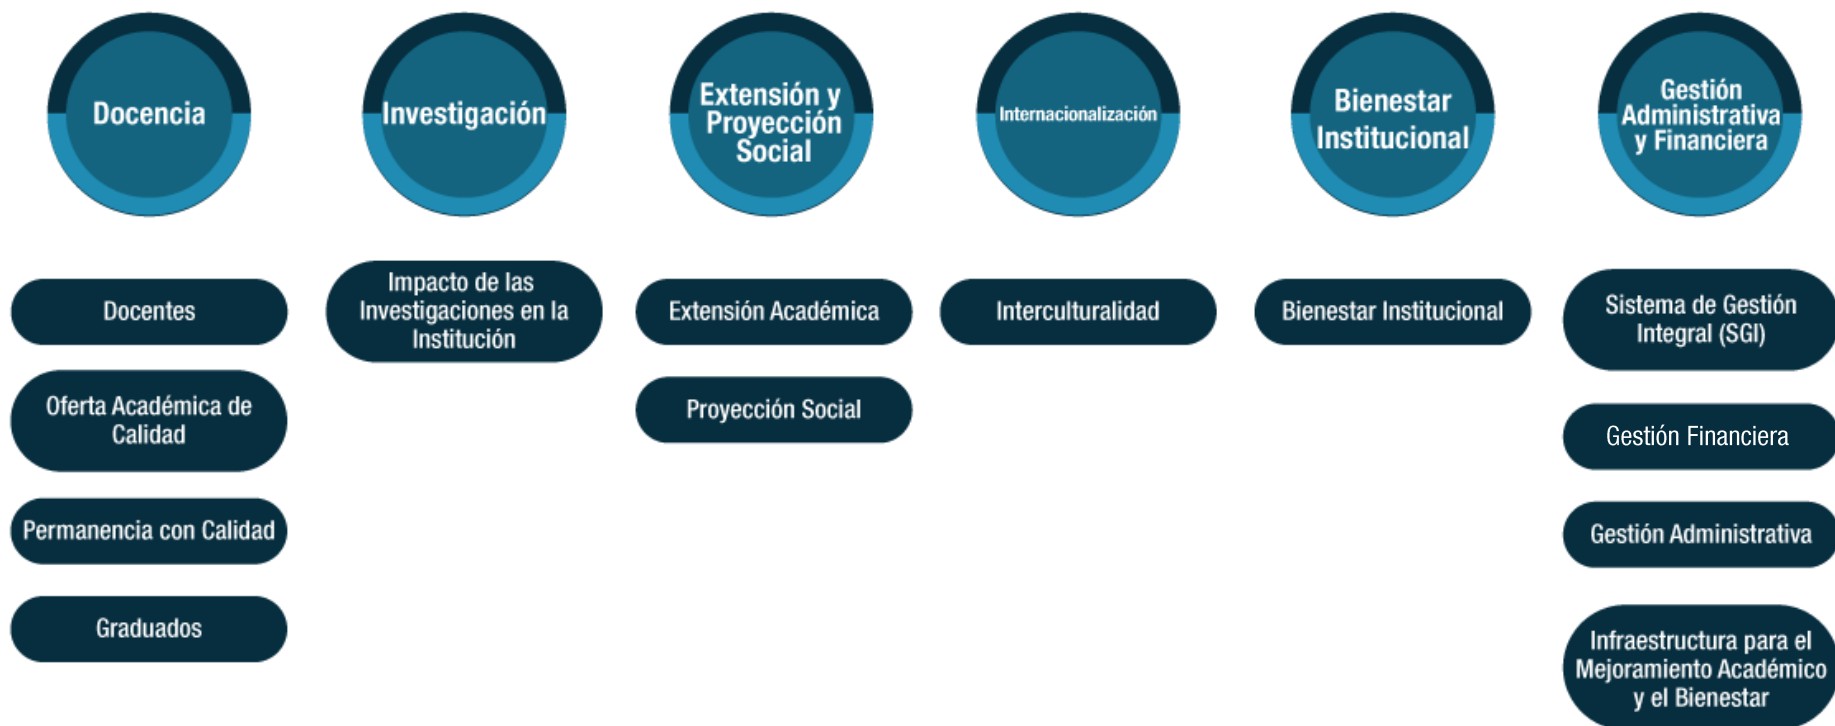 Docencia
Investigación
Extensión y
Proyección
Social
Internacionalización
Bienestar
Institucional
Gestión
Administrativa
y Financiera
Docentes
Oferta Académica de
Calidad
Permanencia con Calidad
Graduados
Impacto de las
Investigaciones en la
Institución
Extensión Académica
Proyección Social
Interculturalidad
Bienestar Institucional
Sistema de Gestión
Integral (SGI)
Gestión Financiera
Gestión Administrativa
Infraestructura para el
Mejoramiento Académico
y el Bienestar